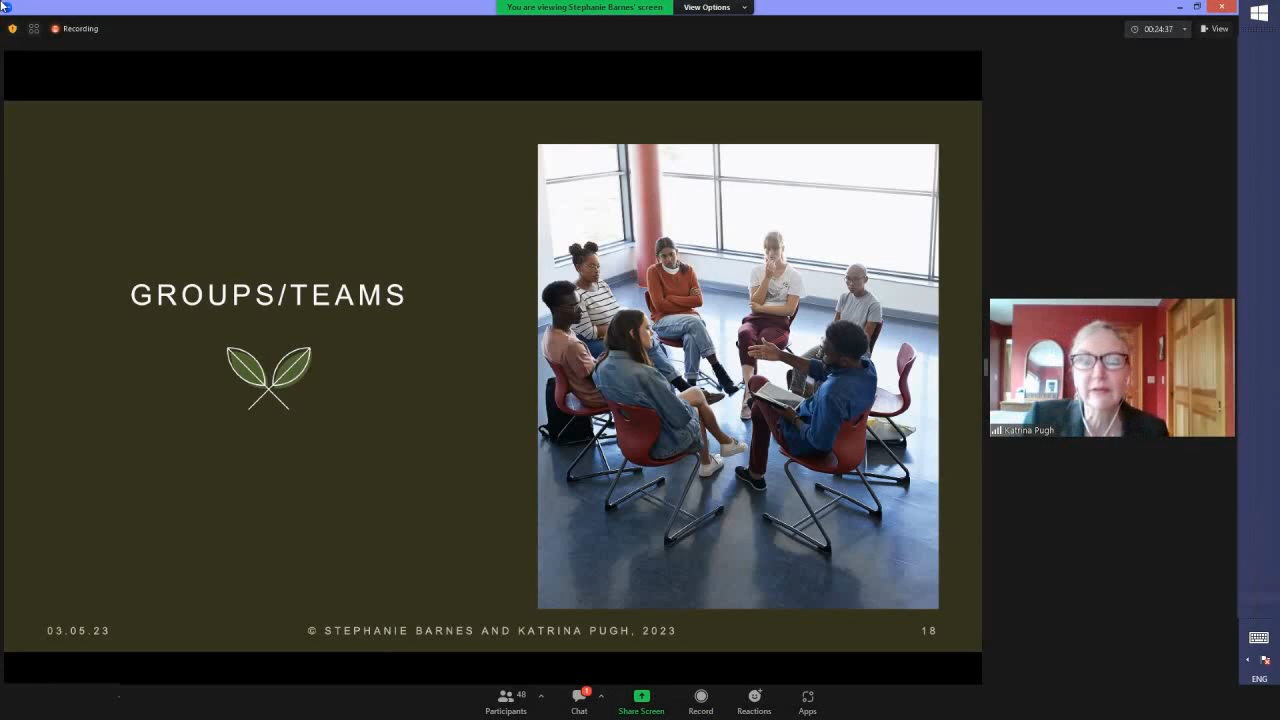 You are viewing Stephanie Barnes' screen
View Options
Recording
00:24:37
View
GROUPS/TEAMS
Katrina Pugh
03.05.23
© STEPHANIE BARNES AND KATRINA PUGH, 2023
18
48
1
Participants
Chat
Share Screen
Record
Reactions
Apps
ENG